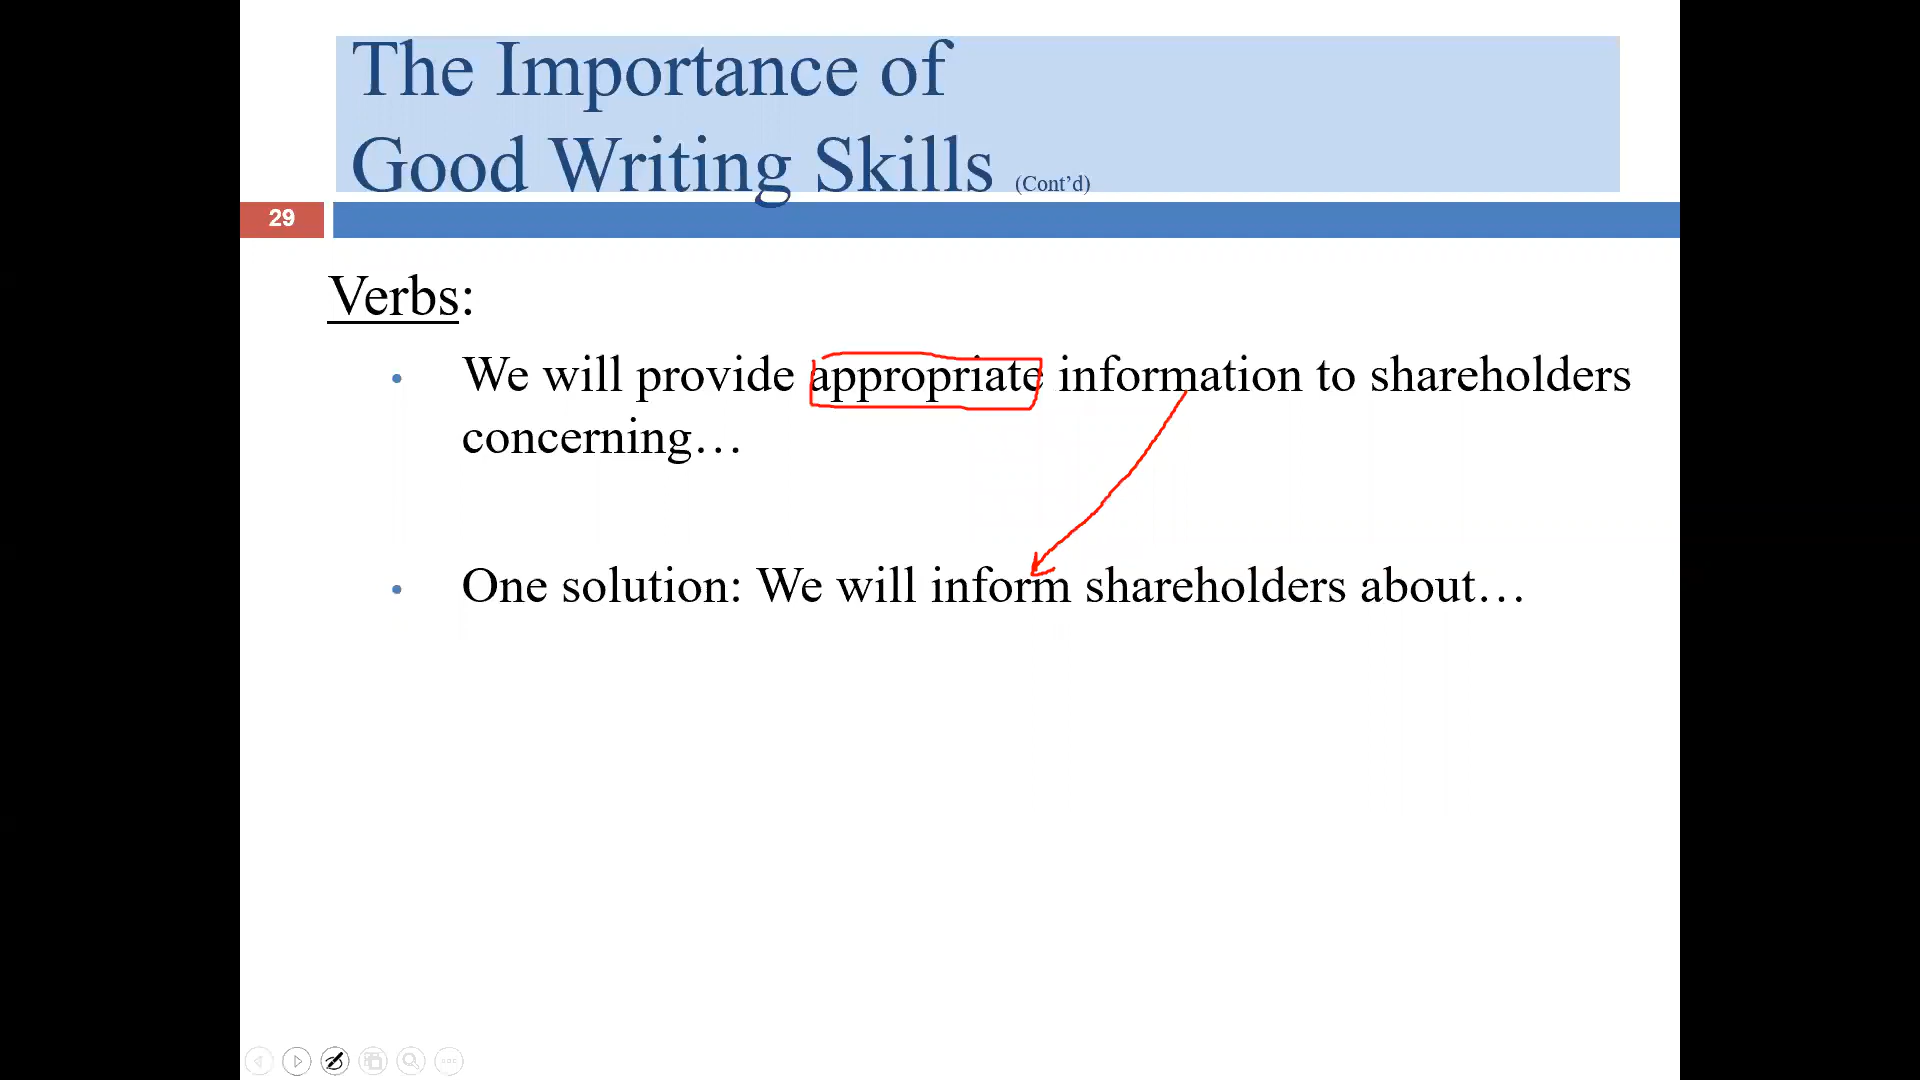 The Importance of
Good Writing Skills (Cont’d)
29
Verbs:
• We will provide appropriate information to shareholders
concerning…
• One solution: We will inform shareholders about…